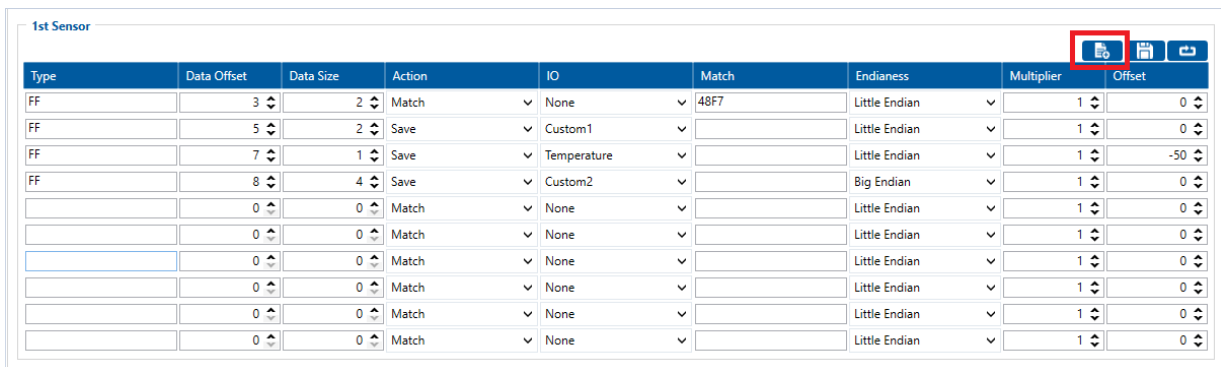 1st Sensor
Type Data Offset Data Size Action IO Match Endianess Multiplier Offset
FF 3 2 Match None 48F7 Little Endian 1 0
FF 5 2 Save Custom1 Little Endian 1 0
FF 7 1 Save Temperature Little Endian 1 -50
FF 8 4 Save Custom2 Big Endian 1 0
0 0 Match None Little Endian 1 0
0 0 Match None Little Endian 1 0
0 0 Match None Little Endian 1 0
0 0 Match None Little Endian 1 0
0 0 Match None Little Endian 1 0
0 0 Match None Little Endian 1 0